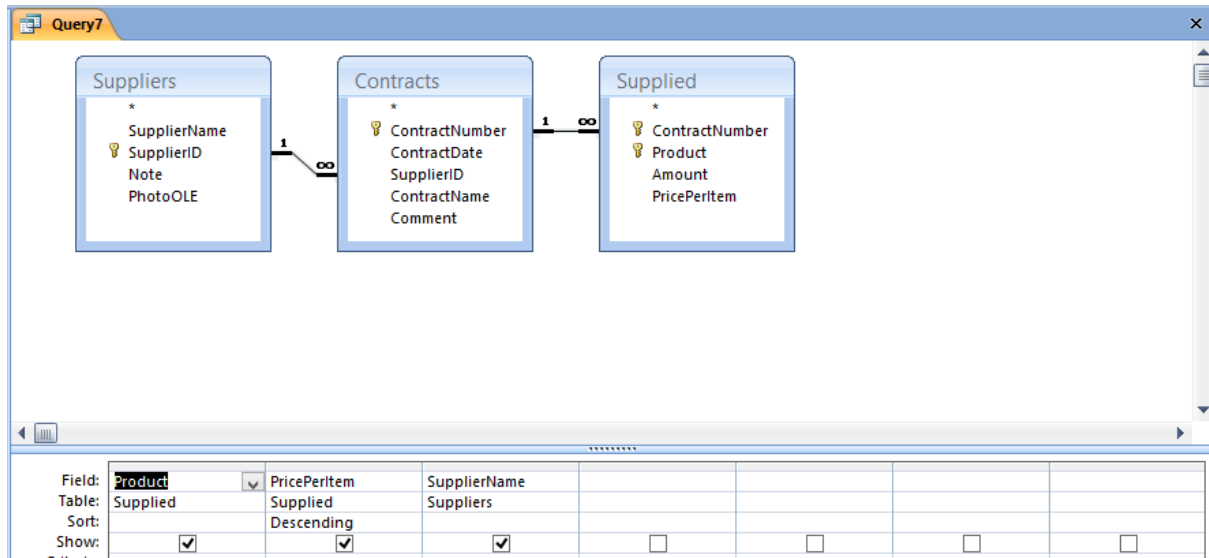 Query7
Suppliers
*
SupplierName
SupplierID
Note
PhotoOLE
1
∞
Contracts
*
ContractNumber
ContractDate
SupplierID
ContractName
Comment
1
∞
Supplied
*
ContractNumber
Product
Amount
PricePerItem
Field: Product PricePerItem SupplierName
Table: Supplied Supplied Suppliers
Sort: Descending
Show: